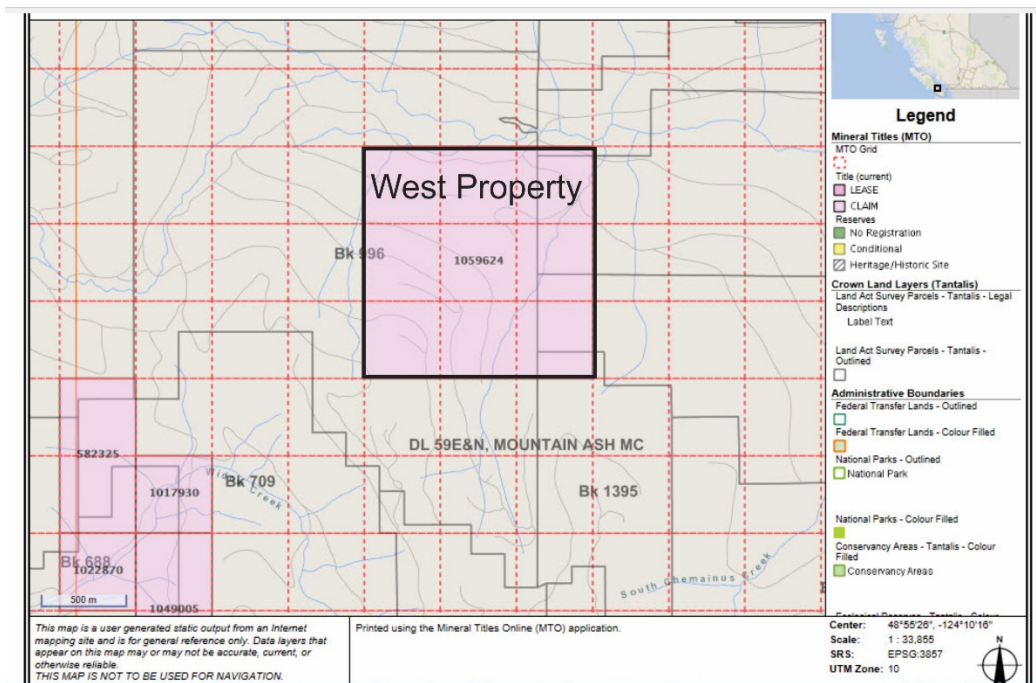 West Property
Bk 996
1059624
DL 59E&N, MOUNTAIN ASH MC
582325
1017930
Bk 709
Bk 1395
Bk 688
1022870
South Chemainus Creek
500 m
1049005
Legend
Mineral Titles (MTO)
MTO Grid
Title (current)
LEASE
CLAIM
Reserves
No Registration
Conditional
Heritage/Historic Site
Crown Land Layers (Tantalis)
Land Act Survey Parcels - Tantalis - Legal
Descriptions
Label Text
Land Act Survey Parcels - Tantalis -
Outlined
Administrative Boundaries
Federal Transfer Lands - Outlined
Federal Transfer Lands - Colour Filled
National Parks - Outlined
National Park
National Parks - Colour Filled
Conservancy Areas - Tantalis - Colour
Filled
Conservancy Areas
This map is a user generated static output from an Internet
mapping site and is for general reference only. Data layers that
appear on this map may or may not be accurate, current, or
otherwise reliable.
THIS MAP IS NOT TO BE USED FOR NAVIGATION.
Printed using the Mineral Titles Online (MTO) application.
Center: 48°55'26", -124°10'16"
Scale: 1 : 33,855
SRS: EPSG:3857
UTM Zone: 10
N